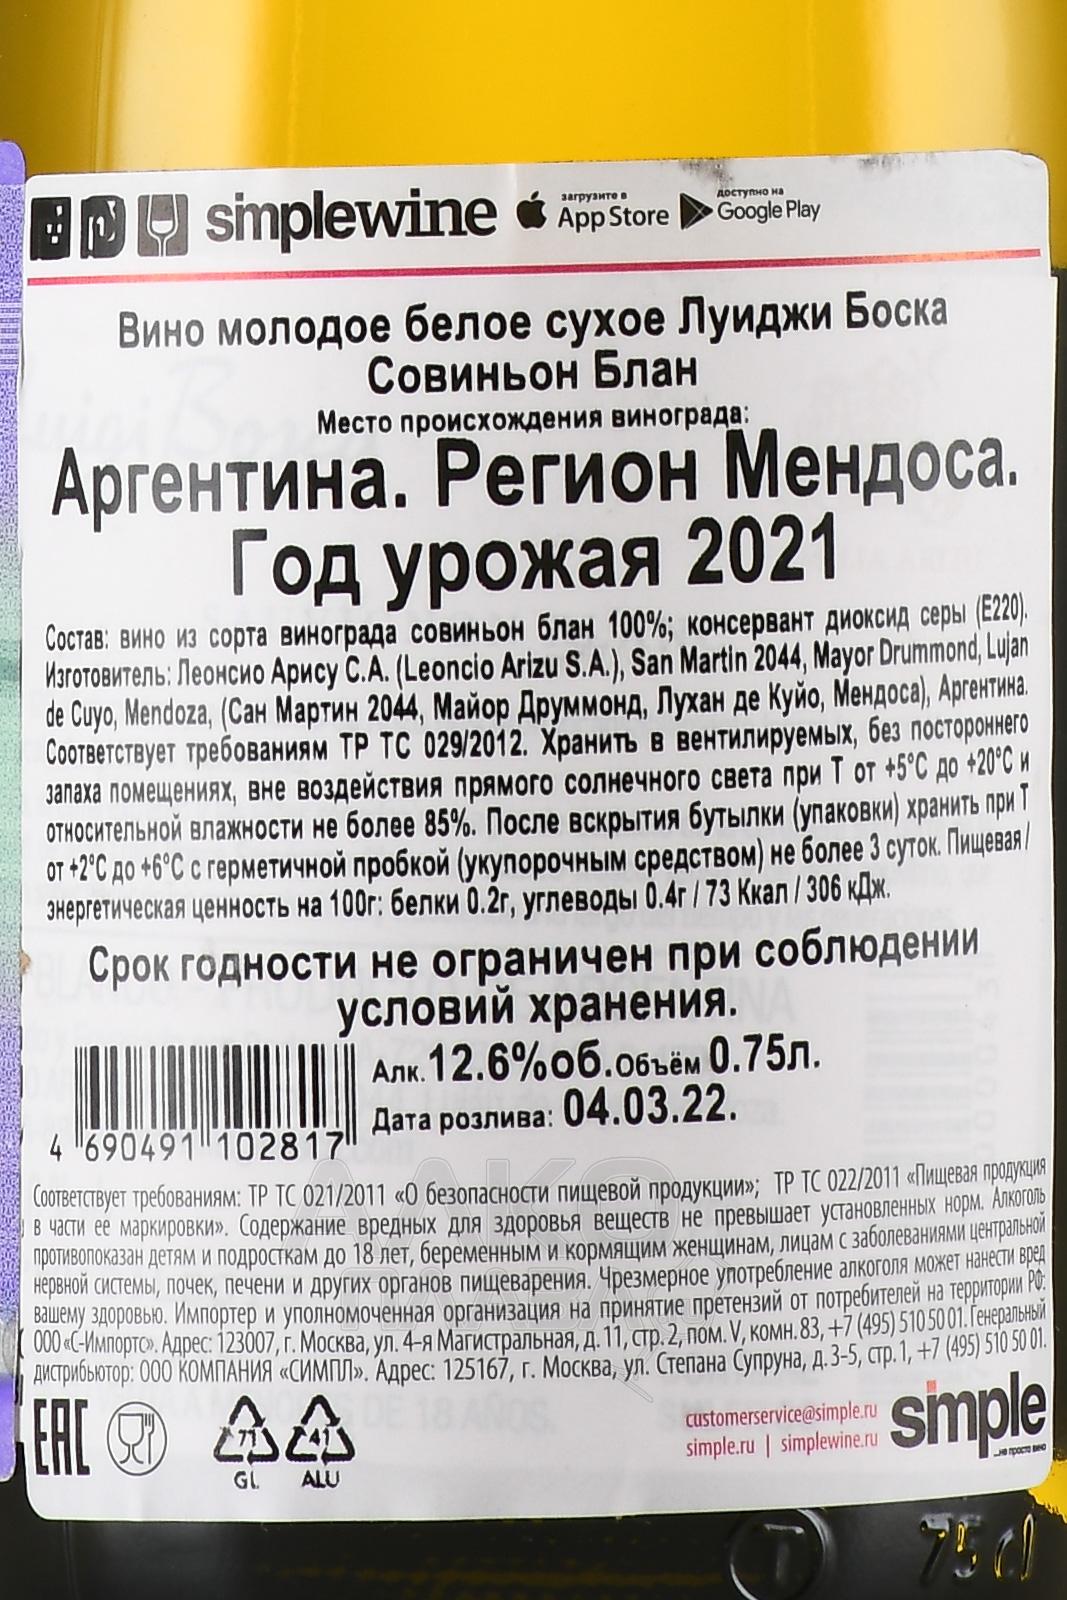 simplewine загрузите в App Store доступно на Google Play
Вино молодое белое сухое Луиджи Боска
Совиньон Блан
Место происхождения винограда:
Аргентина. Регион Мендоса.
Год урожая 2021
Состав: вино из сорта винограда совиньон блан 100%; консервант диоксид серы (E220).
Изготовитель: Леонсио Арису С.А. (Leoncio Arizu S.A.), San Martin 2044, Mayor Drummond, Lujan
de Cuyo, Mendoza, (Сан Мартин 2044, Майор Друммонд, Лухан де Куйо, Мендоса), Аргентина.
Соответствует требованиям ТР ТС 029/2012. Хранить в вентилируемых, без постороннего
запаха помещениях, вне воздействия прямого солнечного света при Т от +5°С до +20°С и
относительной влажности не более 85%. После вскрытия бутылки (упаковки) хранить при Т
от +2°С до +6°С с герметичной пробкой (укупорочным средством) не более 3 суток. Пищевая/
энергетическая ценность на 100г: белки 0.2г, углеводы 0.4г / 73 Ккал / 306 кДж.
Срок годности не ограничен при соблюдении
условий хранения.
Алк. 12.6%об. Объём 0.75л.
Дата розлива: 04.03.22.
4 690491 102817
Соответствует требованиям: ТР ТС 021/2011 «О безопасности пищевой продукции»; ТР ТС 022/2011 «Пищевая продукция
в части ее маркировки». Содержание вредных для здоровья веществ не превышает установленных норм. Алкоголь
противопоказан детям и подросткам до 18 лет, беременным и кормящим женщинам, лицам с заболеваниями центральной
нервной системы, почек, печени и других органов пищеварения. Чрезмерное употребление алкоголя может нанести вред
вашему здоровью. Импортер и уполномоченная организация на принятие претензий от потребителей на территории РФ:
ООО «С-Импортс». Адрес: 123007, г. Москва, ул. 4-я Магистральная, д. 11, стр. 2, пом. V, комн. 83, +7 (495) 510 50 01. Генеральный
дистрибьютор: ООО КОМПАНИЯ «СИМПЛ». Адрес: 125167, г. Москва, ул. Степана Супруна, д. 3-5, стр. 1, +7 (495) 510 50 01.
EAC
71 GL 41 ALU
customerservice@simple.ru
simple.ru | simplewine.ru
simple
...не просто вино
75 cl